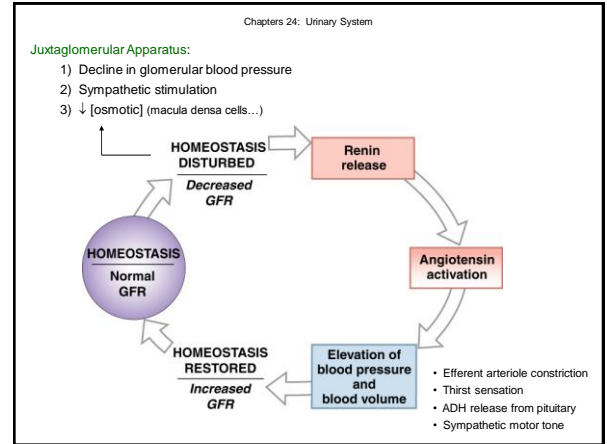 Chapters 24: Urinary System
Juxtaglomerular Apparatus:
1) Decline in glomerular blood pressure
2) Sympathetic stimulation
3) ↓ [osmotic] (macula densa cells…)
HOMEOSTASIS
DISTURBED
Decreased
GFR
Renin
release
Angiotensin
activation
Elevation of
blood pressure
and
blood volume
• Efferent arteriole constriction
• Thirst sensation
• ADH release from pituitary
• Sympathetic motor tone
HOMEOSTASIS
RESTORED
Increased
GFR
HOMEOSTASIS
Normal
GFR